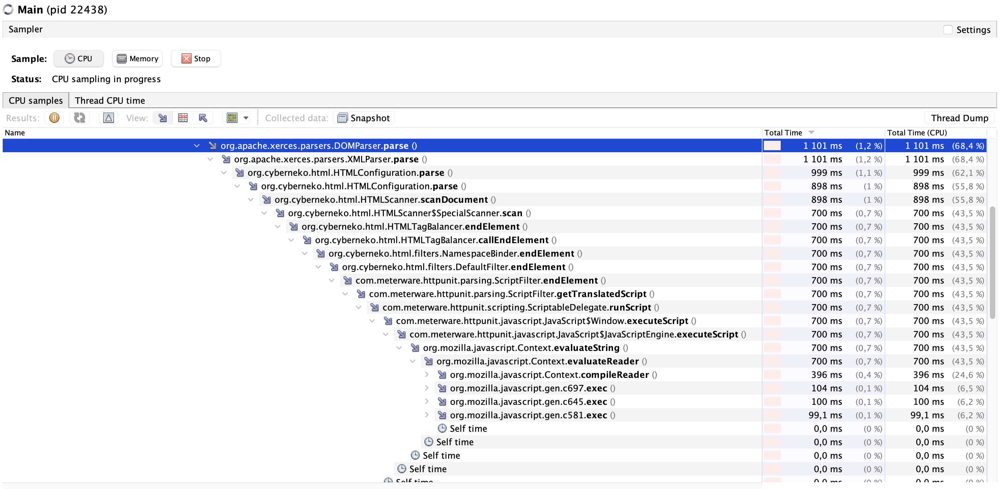 Main (pid 22438)
Sampler Settings
Sample: CPU Memory Stop
Status: CPU sampling in progress
CPU samples Thread CPU time
Results: View: Collected data: Snapshot Thread Dump
Name Total Time Total Time (CPU)
org.apache.xerces.parsers.DOMParser.parse () 1 101 ms (1,2 %) 1 101 ms (68,4 %)
org.apache.xerces.parsers.XMLParser.parse () 1 101 ms (1,2 %) 1 101 ms (68,4 %)
org.cyberneko.html.HTMLConfiguration.parse () 999 ms (1,1 %) 999 ms (62,1 %)
org.cyberneko.html.HTMLConfiguration.parse () 898 ms (1 %) 898 ms (55,8 %)
org.cyberneko.html.HTMLScanner.scanDocument () 898 ms (1 %) 898 ms (55,8 %)
org.cyberneko.html.HTMLScanner$SpecialScanner.scan () 700 ms (0,7 %) 700 ms (43,5 %)
org.cyberneko.html.HTMLTagBalancer.endElement () 700 ms (0,7 %) 700 ms (43,5 %)
org.cyberneko.html.HTMLTagBalancer.callEndElement () 700 ms (0,7 %) 700 ms (43,5 %)
org.cyberneko.html.filters.NamespaceBinder.endElement () 700 ms (0,7 %) 700 ms (43,5 %)
org.cyberneko.html.filters.DefaultFilter.endElement () 700 ms (0,7 %) 700 ms (43,5 %)
com.meterware.httpunit.parsing.ScriptFilter.endElement () 700 ms (0,7 %) 700 ms (43,5 %)
com.meterware.httpunit.parsing.ScriptFilter.getTranslatedScript () 700 ms (0,7 %) 700 ms (43,5 %)
com.meterware.httpunit.scripting.ScriptableDelegate.runScript () 700 ms (0,7 %) 700 ms (43,5 %)
com.meterware.httpunit.javascript.JavaScript$Window.executeScript () 700 ms (0,7 %) 700 ms (43,5 %)
com.meterware.httpunit.javascript.JavaScript$JavaScriptEngine.executeScript () 700 ms (0,7 %) 700 ms (43,5 %)
org.mozilla.javascript.Context.evaluateString () 700 ms (0,7 %) 700 ms (43,5 %)
org.mozilla.javascript.Context.evaluateReader () 700 ms (0,7 %) 700 ms (43,5 %)
org.mozilla.javascript.Context.compileReader () 396 ms (0,4 %) 396 ms (24,6 %)
org.mozilla.javascript.gen.c697.exec () 104 ms (0,1 %) 104 ms (6,5 %)
org.mozilla.javascript.gen.c645.exec () 100 ms (0,1 %) 100 ms (6,2 %)
org.mozilla.javascript.gen.c581.exec () 99,1 ms (0,1 %) 99,1 ms (6,2 %)
Self time 0,0 ms (0 %) 0,0 ms (0 %)
Self time 0,0 ms (0 %) 0,0 ms (0 %)
Self time 0,0 ms (0 %) 0,0 ms (0 %)
Self time 0,0 ms (0 %) 0,0 ms (0 %)
Self time 0,0 ms (0 %) 0,0 ms (0 %)